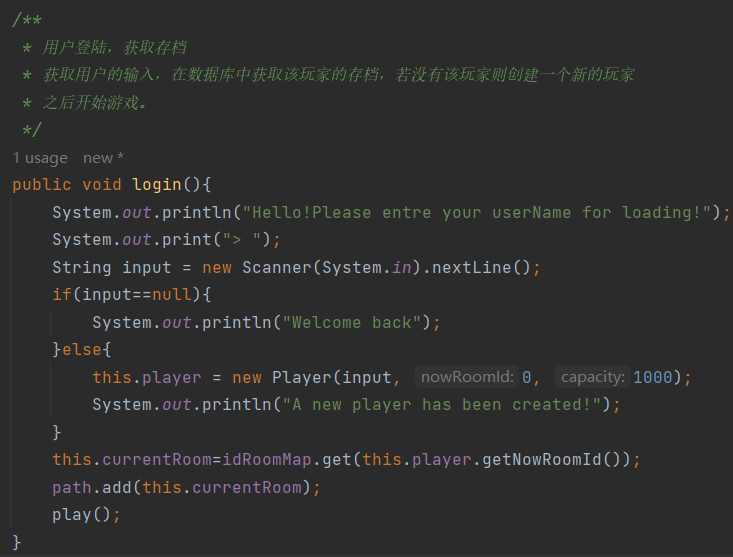 /**
 * 用户登陆，获取存档
 * 获取用户的输入，在数据库中获取该玩家的存档，若没有该玩家则创建一个新的玩家
 * 之后开始游戏。
 */
1 usage   new *
public void login(){
    System.out.println("Hello!Please entre your userName for loading!");
    System.out.print("> ");
    String input = new Scanner(System.in).nextLine();
    if(input==null){
        System.out.println("Welcome back");
    }else{
        this.player = new Player(input, nowRoomId: 0, capacity: 1000);
        System.out.println("A new player has been created!");
    }
    this.currentRoom=idRoomMap.get(this.player.getNowRoomId());
    path.add(this.currentRoom);
    play();
}